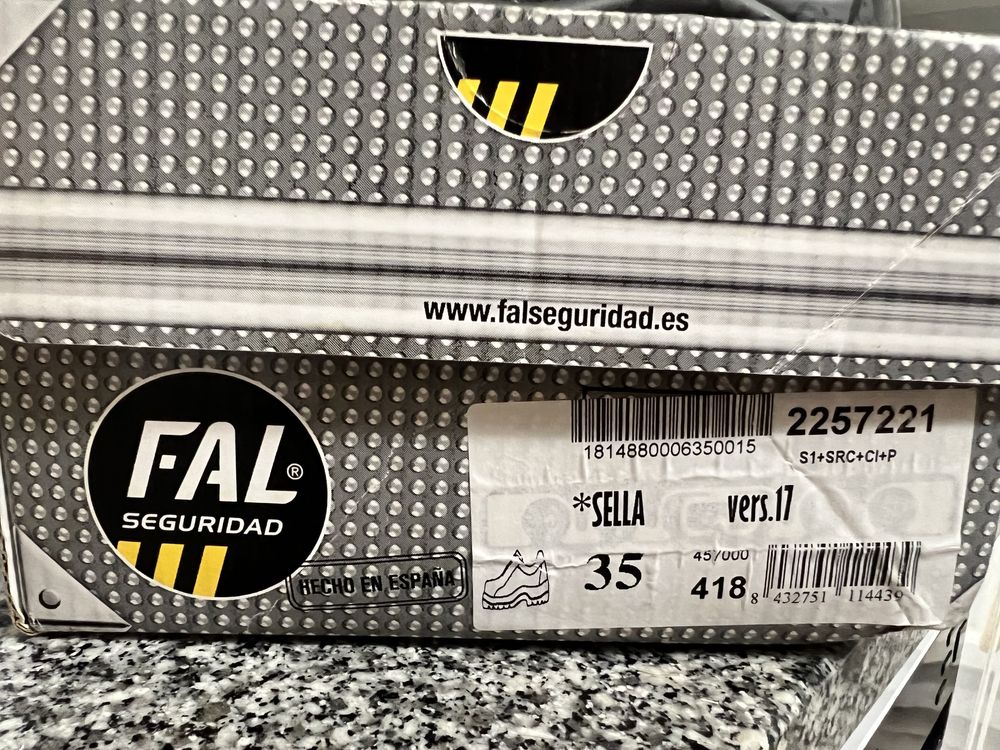 www.falseguridad.es
FAL®
SEGURIDAD
HECHO EN ESPAÑA
1814880006350015
2257221
S1+SRC+CI+P
*SELLA vers.17
35
457000
418
8 432751 114439